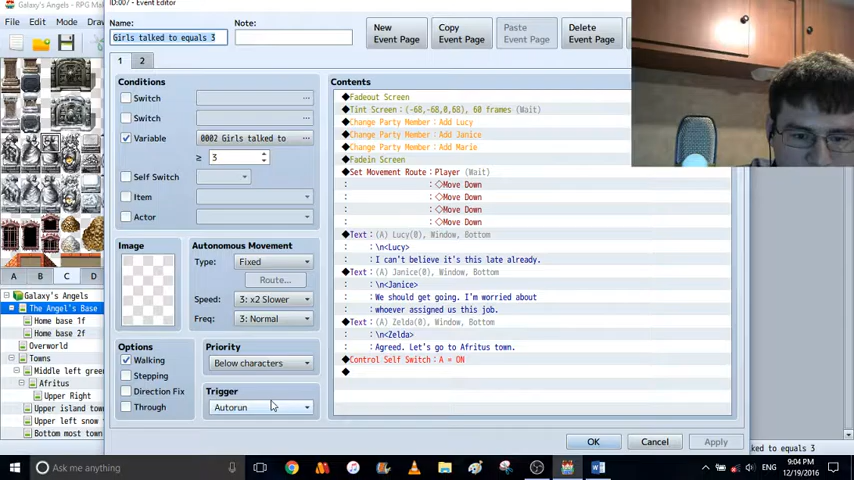 Galaxy's Angels - RPG Ma
ID:007 - Event Editor
File Edit Mode Draw
Name:
Note:
Girls talked to equals 3
New
Event Page
Copy
Event Page
Paste
Event Page
Delete
Event Page
1 2
Conditions
Switch ...
Switch ...
Variable 0002 Girls talked to ...
≥ 3
Self Switch
Item
Actor
Image
Autonomous Movement
Type: Fixed
Route...
Speed: 3: x2 Slower
Freq: 3: Normal
Options
Walking
Stepping
Direction Fix
Through
Priority
Below characters
Trigger
Autorun
Contents
◆Fadeout Screen
◆Tint Screen : (-68,-68,0,68), 60 frames (Wait)
◆Change Party Member : Add Lucy
◆Change Party Member : Add Janice
◆Change Party Member : Add Marie
◆Fadein Screen
◆Set Movement Route : Player (Wait)
: :◇Move Down
: :◇Move Down
: :◇Move Down
: :◇Move Down
◆Text : (A) Lucy(0), Window, Bottom
: :\n<Lucy>
: :I can't believe it's this late already.
◆Text : (A) Janice(0), Window, Bottom
: :\n<Janice>
: :We should get going. I'm worried about
: :whoever assigned us this job.
◆Text : (A) Zelda(0), Window, Bottom
: :\n<Zelda>
: :Agreed. Let's go to Afritus town.
◆Control Self Switch : A = ON
◆
A B C D
Galaxy's Angels
The Angel's Base
Home base 1f
Home base 2f
Overworld
Towns
Middle left gree
Afritus
Upper Right
Upper island tow
Upper left snow
Bottom most tow
OK
Cancel
Apply
ked to equals 3
Ask me anything
ENG
9:04 PM
12/19/2016